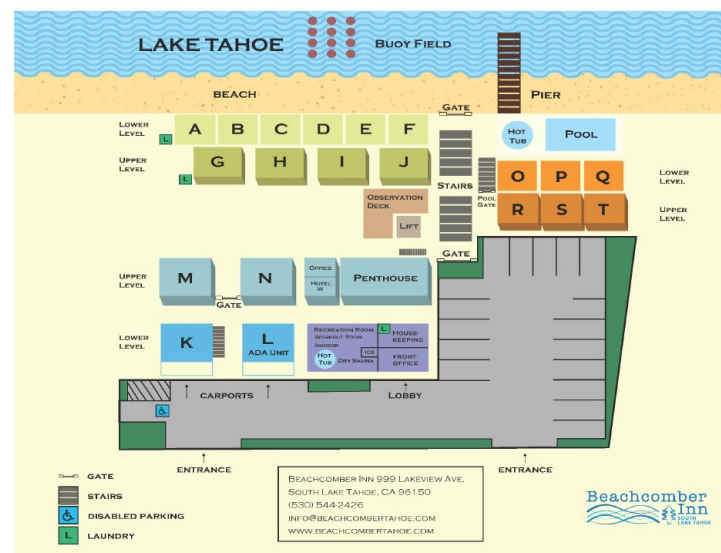 LAKE TAHOE
BUOY FIELD
BEACH
PIER
GATE
LOWER
LEVEL
A B C D E F
L
HOT
TUB
POOL
UPPER
LEVEL
G H I J
L
STAIRS
O P Q
LOWER
LEVEL
POOL
GATE
R S T
UPPER
LEVEL
OBSERVATION
DECK
LIFT
GATE
UPPER
LEVEL
M
N
OFFICE
HOTEL
W
PENTHOUSE
GATE
LOWER
LEVEL
K
L
ADA UNIT
RECREATION ROOM
WORKOUT ROOM
INDOOR
HOT
TUB
DRY SAUNA
ICE
L
HOUSE-
KEEPING
FRONT
OFFICE
CARPORTS
LOBBY
ENTRANCE
ENTRANCE
GATE
STAIRS
DISABLED PARKING
L LAUNDRY
BEACHCOMBER INN 999 LAKEVIEW AVE,
SOUTH LAKE TAHOE, CA 96150
(530) 544-2426
INFO@BEACHCOMBERTAHOE.COM
WWW.BEACHCOMBERTAHOE.COM
Beachcomber
Inn
SOUTH
LAKE TAHOE